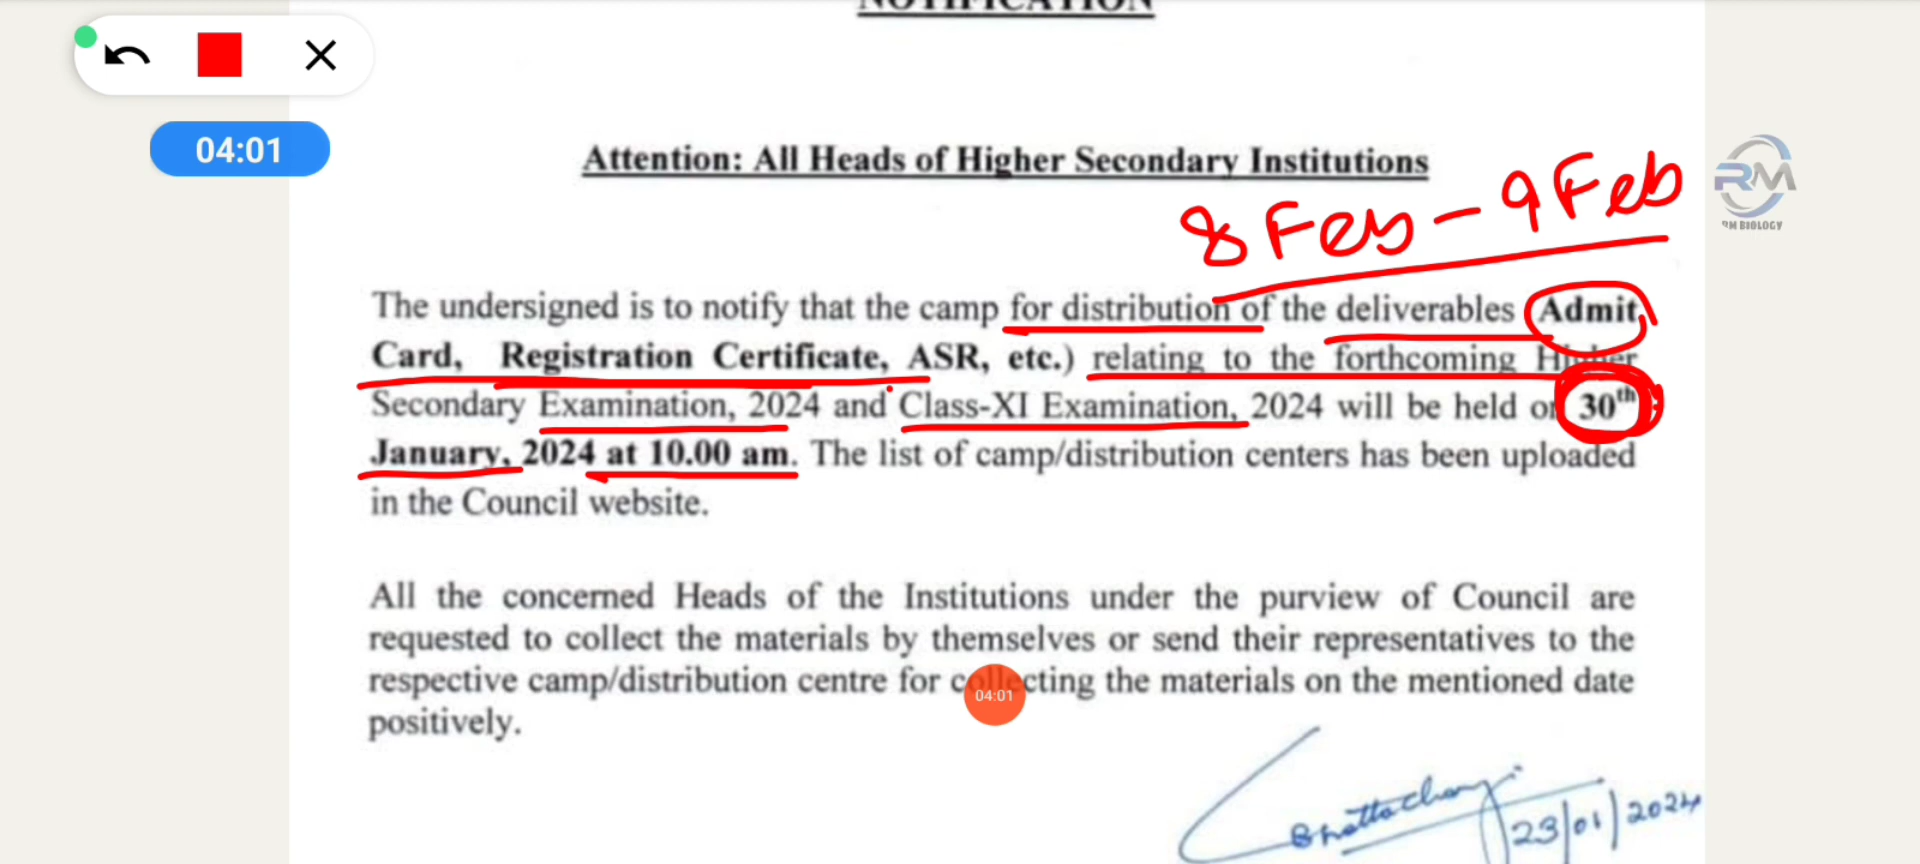 NOTIFICATION
04:01
Attention: All Heads of Higher Secondary Institutions
8 Feb - 9 Feb
RM
RM BIOLOGY
The undersigned is to notify that the camp for distribution of the deliverables (Admit
Card, Registration Certificate, ASR, etc.) relating to the forthcoming Higher
Secondary Examination, 2024 and Class-XI Examination, 2024 will be held on 30th
January, 2024 at 10.00 am. The list of camp/distribution centers has been uploaded
in the Council website.
All the concerned Heads of the Institutions under the purview of Council are
requested to collect the materials by themselves or send their representatives to the
respective camp/distribution centre for collecting the materials on the mentioned date
04:01
positively.
23/01/2024